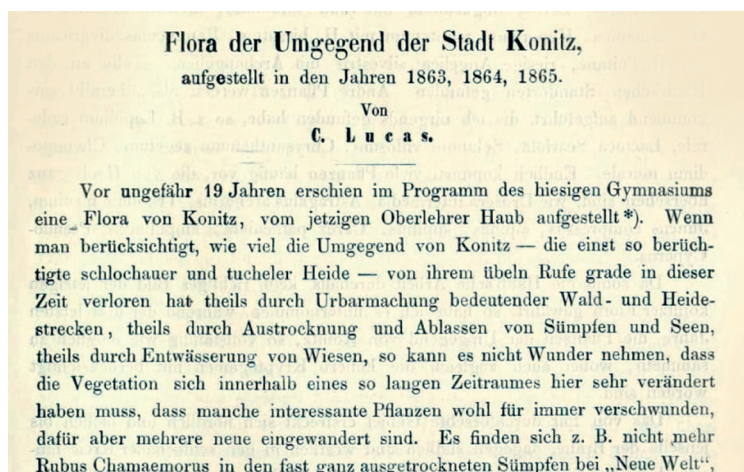 Flora der Umgegend der Stadt Konitz,
aufgestellt in den Jahren 1863, 1864, 1865.
Von
C. Lucas.
Vor ungefähr 19 Jahren erschien im Programm des hiesigen Gymnasiums
eine Flora von Konitz, vom jetzigen Oberlehrer Haub aufgestellt*). Wenn
man berücksichtigt, wie viel die Umgegend von Konitz — die einst so berüch-
tigte schlochauer und tucheler Heide — von ihrem übeln Rufe grade in dieser
Zeit verloren hat theils durch Urbarmachung bedeutender Wald- und Heide-
strecken, theils durch Austrocknung und Ablassen von Sümpfen und Seen,
theils durch Entwässerung von Wiesen, so kann es nicht Wunder nehmen, dass
die Vegetation sich innerhalb eines so langen Zeitraumes hier sehr verändert
haben muss, dass manche interessante Pflanzen wohl für immer verschwunden,
dafür aber mehrere neue eingewandert sind. Es finden sich z. B. nicht mehr
Rubus Chamaemorus in den fast ganz ausgetrockneten Sümpfen bei „Neue Welt“,